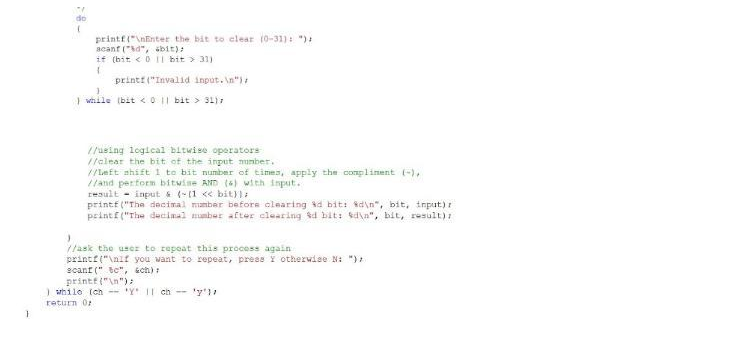 */
do
{
printf("\nEnter the bit to clear (0-31): ");
scanf("%d", &bit);
if (bit < 0 || bit > 31)
{
printf("Invalid input.\n");
}
} while (bit < 0 || bit > 31);
//using logical bitwise operators
//clear the bit of the input number.
//Left shift 1 to bit number of times, apply the compliment (~),
//and perform bitwise AND (&) with input.
result = input & (~(1 << bit));
printf("The decimal number before clearing %d bit: %d\n", bit, input);
printf("The decimal number after clearing %d bit: %d\n", bit, result);
}
//ask the user to repeat this process again
printf("\nIf you want to repeat, press Y otherwise N: ");
scanf(" %c", &ch);
printf("\n");
} while (ch == 'Y' || ch == 'y');
return 0;
}